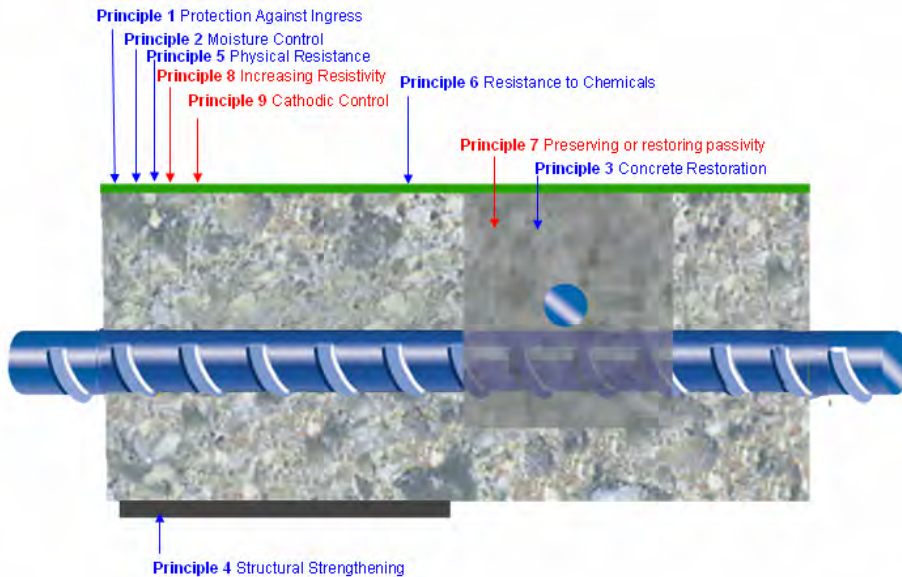 Principle 1 Protection Against Ingress
Principle 2 Moisture Control
Principle 5 Physical Resistance
Principle 8 Increasing Resistivity
Principle 9 Cathodic Control
Principle 6 Resistance to Chemicals
Principle 7 Preserving or restoring passivity
Principle 3 Concrete Restoration
Principle 4 Structural Strengthening